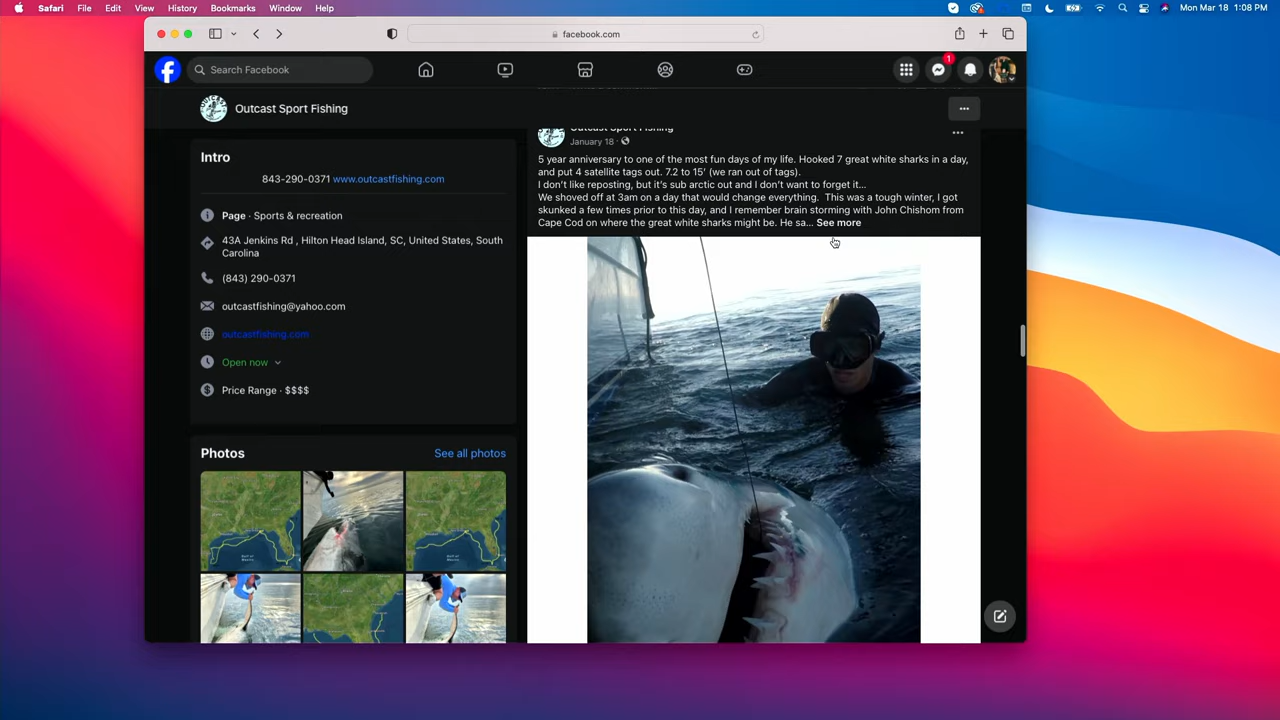 Safari File Edit View History Bookmarks Window Help
Mon Mar 18 1:08 PM
facebook.com
Search Facebook
1
Outcast Sport Fishing
Intro
843-290-0371 www.outcastfishing.com
Page · Sports & recreation
43A Jenkins Rd , Hilton Head Island, SC, United States, South
Carolina
(843) 290-0371
outcastfishing@yahoo.com
outcastfishing.com
Open now
Price Range · $$$$
Photos
See all photos
Outcast Sport Fishing
January 18 ·
5 year anniversary to one of the most fun days of my life. Hooked 7 great white sharks in a day,
and put 4 satellite tags out. 7.2 to 15’ (we ran out of tags).
I don’t like reposting, but it’s sub arctic out and I don’t want to forget it...
We shoved off at 3am on a day that would change everything. This was a tough winter, I got
skunked a few times prior to this day, and I remember brain storming with John Chishom from
Cape Cod on where the great white sharks might be. He sa... See more